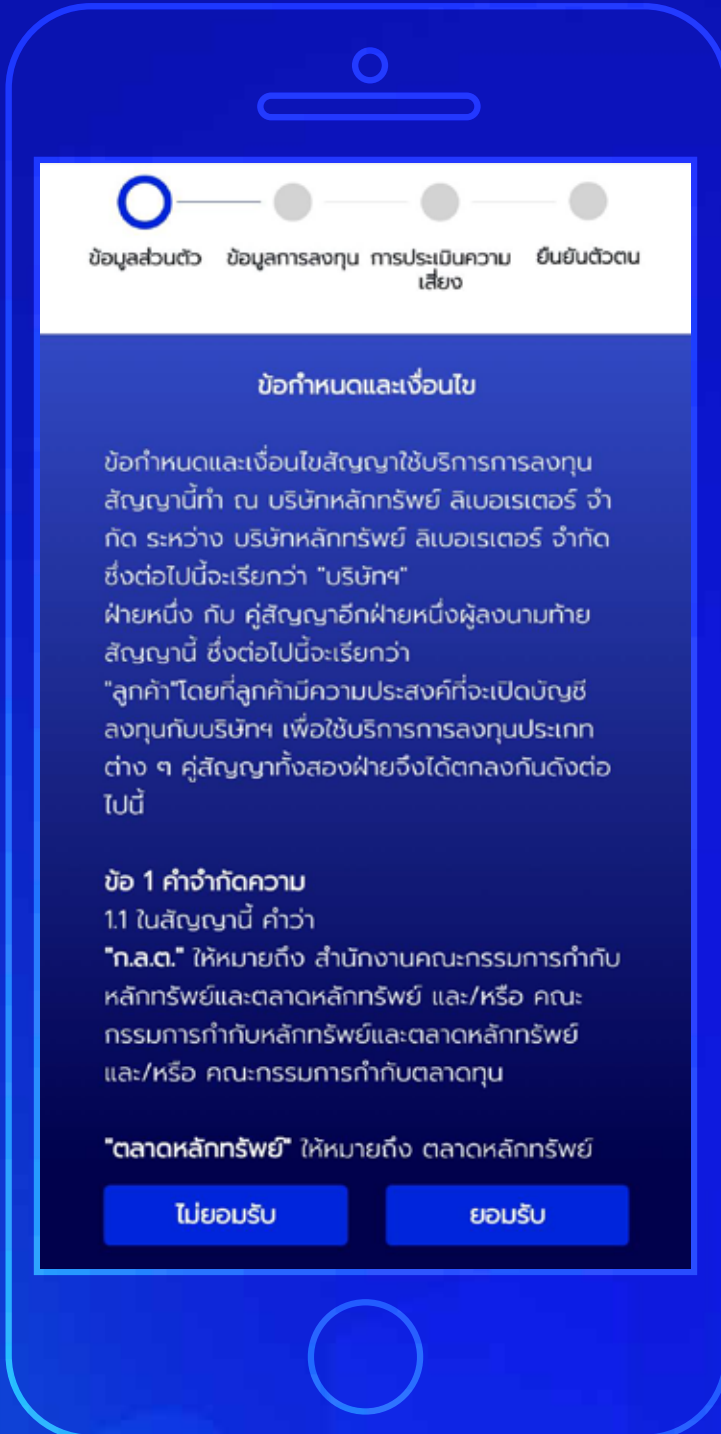 ข้อมูลส่วนตัว ข้อมูลการลงทุน การประเมินความ ยืนยันตัวตน
เสี่ยง
ข้อกำหนดและเงื่อนไข
ข้อกำหนดและเงื่อนไขสัญญาใช้บริการการลงทุน
สัญญานี้ทำ ณ บริษัทหลักทรัพย์ ลิเบอเรเตอร์ จำ
กัด ระหว่าง บริษัทหลักทรัพย์ ลิเบอเรเตอร์ จำกัด
ซึ่งต่อไปนี้จะเรียกว่า "บริษัทฯ"
ฝ่ายหนึ่ง กับ คู่สัญญาอีกฝ่ายหนึ่งผู้ลงนามท้าย
สัญญานี้ ซึ่งต่อไปนี้จะเรียกว่า
"ลูกค้า"โดยที่ลูกค้ามีความประสงค์ที่จะเปิดบัญชี
ลงทุนกับบริษัทฯ เพื่อใช้บริการการลงทุนประเภท
ต่าง ๆ คู่สัญญาทั้งสองฝ่ายจึงได้ตกลงกันดังต่อ
ไปนี้
ข้อ 1 คำจำกัดความ
1.1 ในสัญญานี้ คำว่า
"ก.ล.ต." ให้หมายถึง สำนักงานคณะกรรมการกำกับ
หลักทรัพย์และตลาดหลักทรัพย์ และ/หรือ คณะ
กรรมการกำกับหลักทรัพย์และตลาดหลักทรัพย์
และ/หรือ คณะกรรมการกำกับตลาดทุน
"ตลาดหลักทรัพย์" ให้หมายถึง ตลาดหลักทรัพย์
ไม่ยอมรับ ยอมรับ